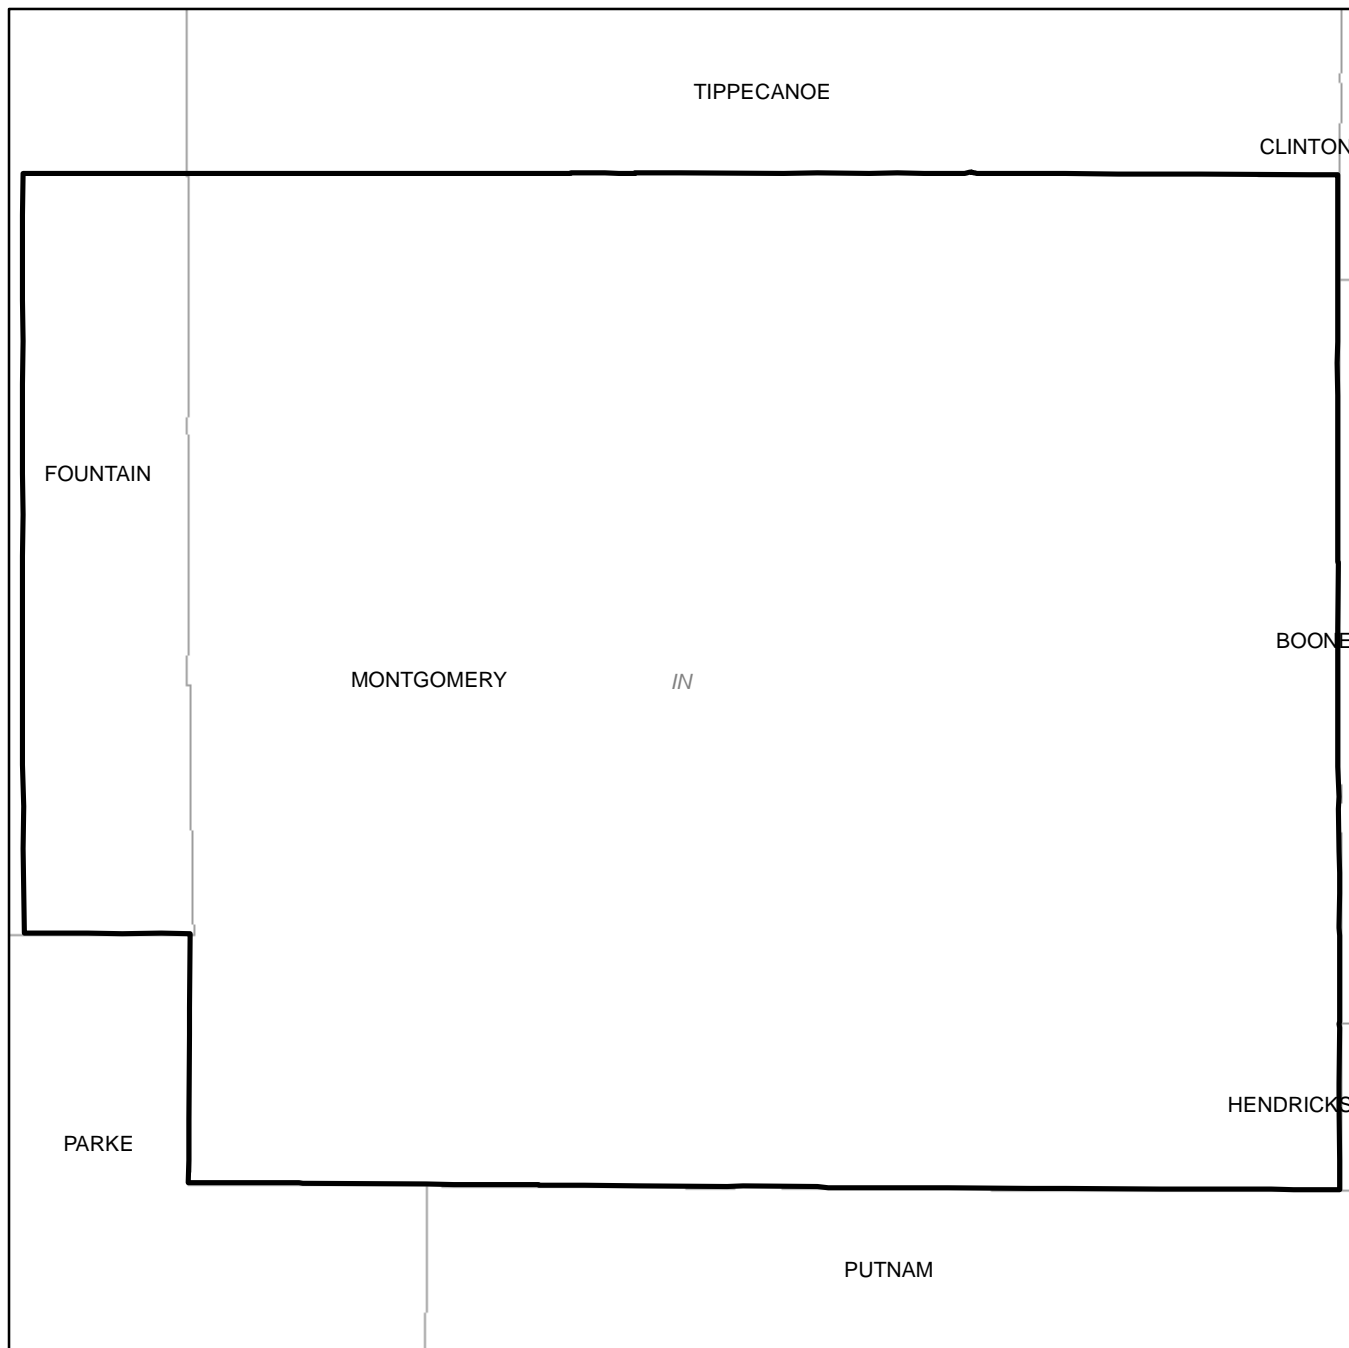 TIPPECANOE
CLINTON
FOUNTAIN
BOONE
MONTGOMERY
IN
HENDRICKS
PARKE
PUTNAM